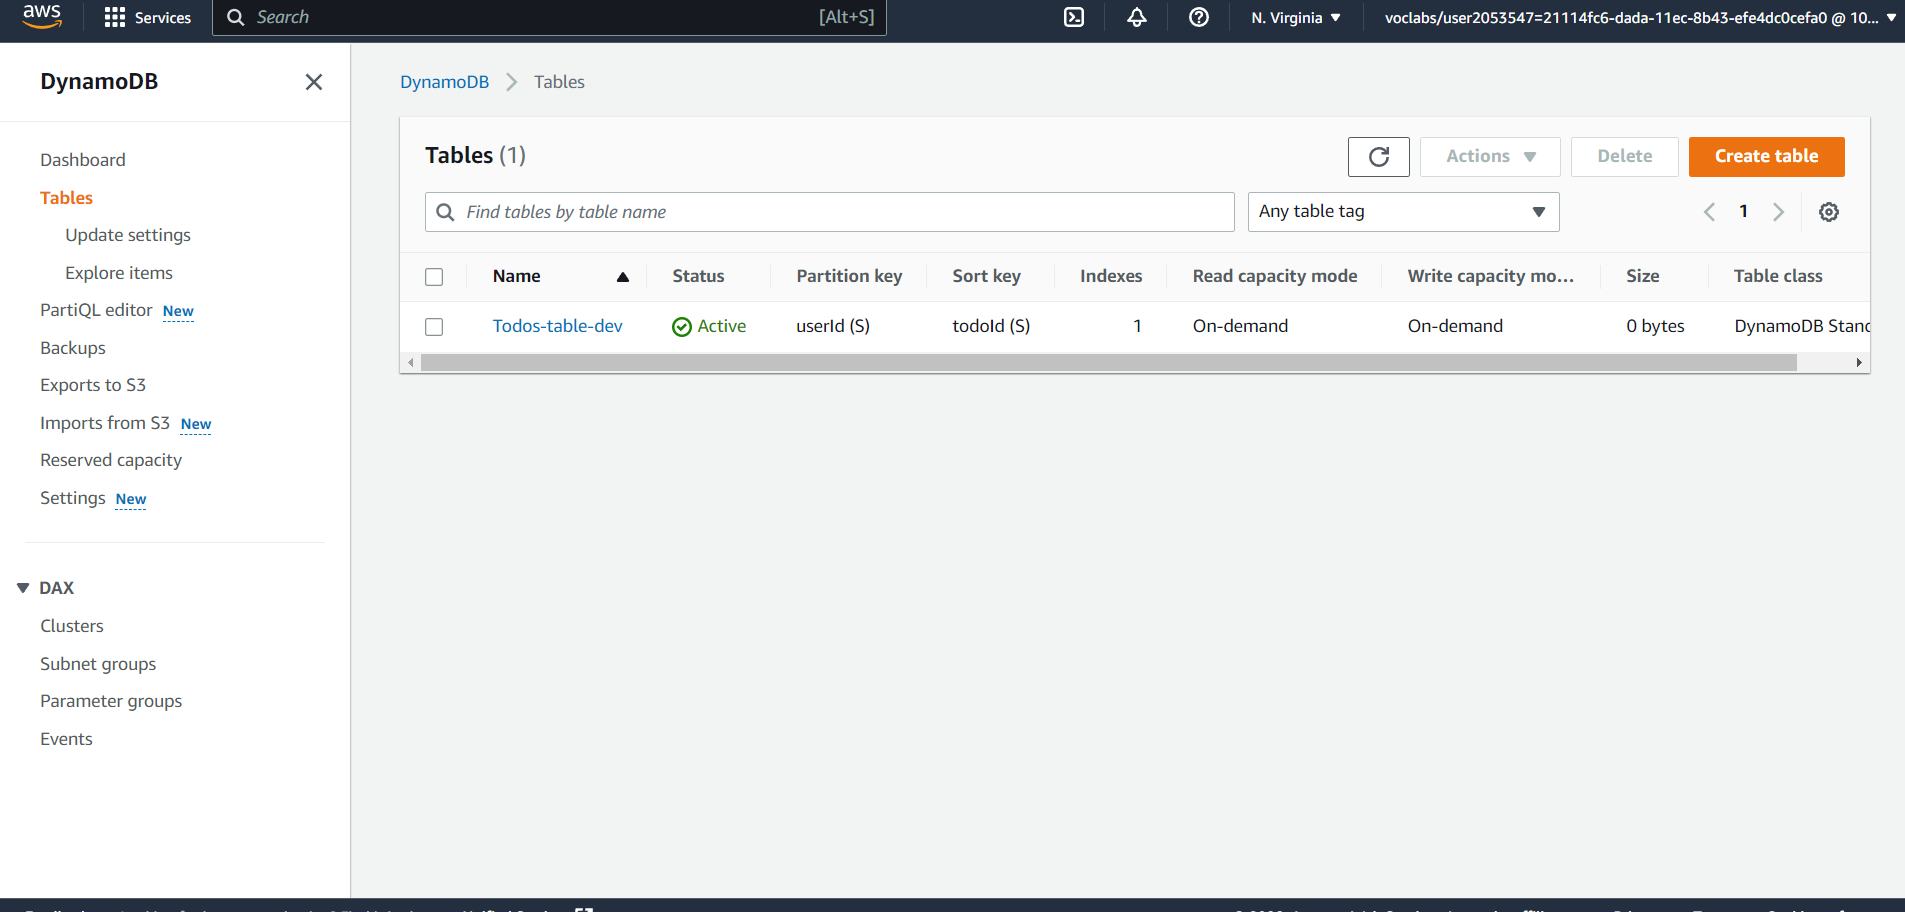 aws
Services
Search
[Alt+S]
N. Virginia
voclabs/user2053547=21114fc6-dada-11ec-8b43-efe4dc0cefa0 @ 10...
DynamoDB
Dashboard
Tables
Update settings
Explore items
PartiQL editor New
Backups
Exports to S3
Imports from S3 New
Reserved capacity
Settings New
DAX
Clusters
Subnet groups
Parameter groups
Events
DynamoDB Tables
Tables (1)
Actions
Delete
Create table
Find tables by table name
Any table tag
1
Name Status Partition key Sort key Indexes Read capacity mode Write capacity mo... Size Table class
Todos-table-dev Active userId (S) todoId (S) 1 On-demand On-demand 0 bytes DynamoDB Stan